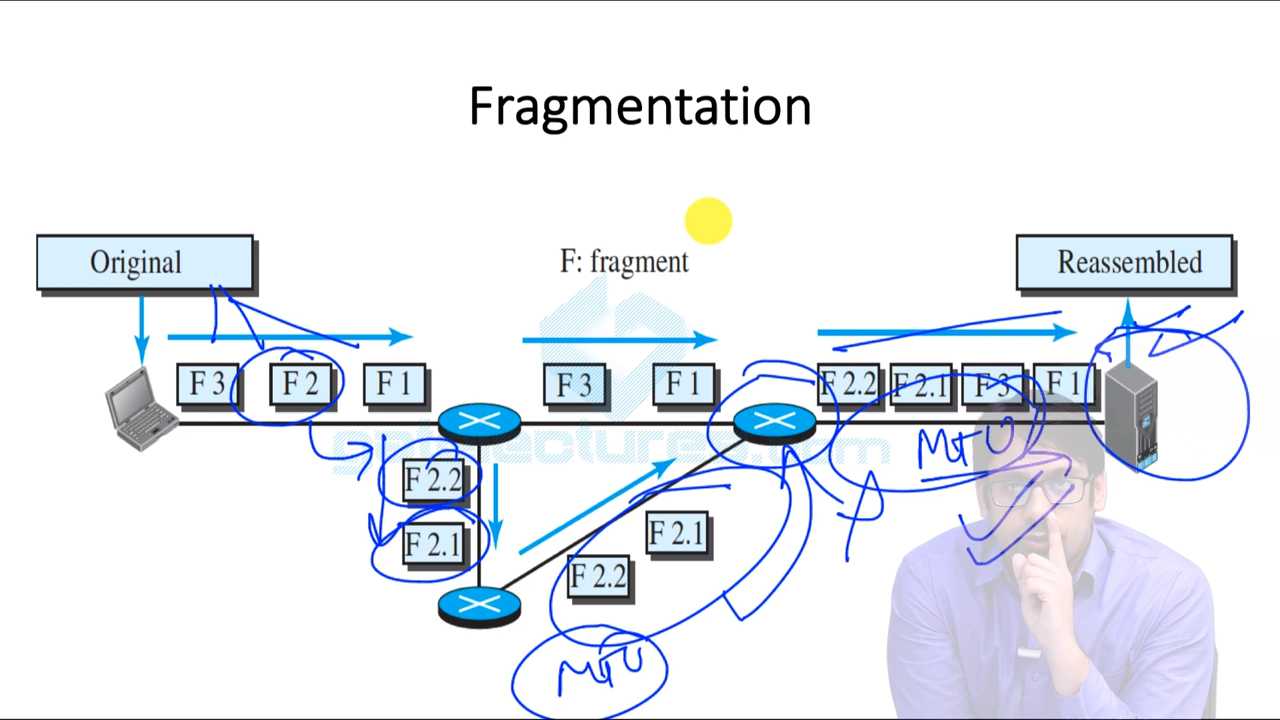 Fragmentation
Original
F: fragment
Reassembled
F 3 F 2 F 1
F 3 F 1
F 2.2 F 2.1 F 3 F 1
MTU
F 2.2
F 2.1
F 2.1
F 2.2
MTU